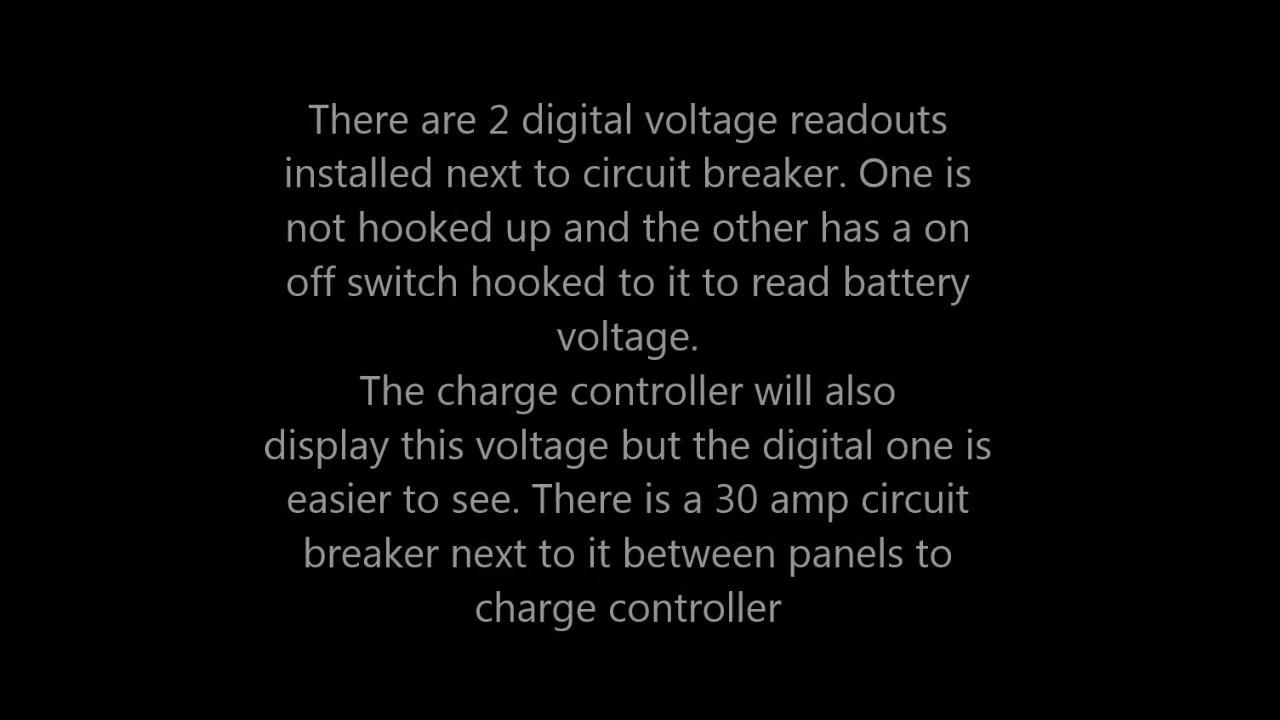 There are 2 digital voltage readouts
installed next to circuit breaker. One is
not hooked up and the other has a on
off switch hooked to it to read battery
voltage.
The charge controller will also
display this voltage but the digital one is
easier to see. There is a 30 amp circuit
breaker next to it between panels to
charge controller